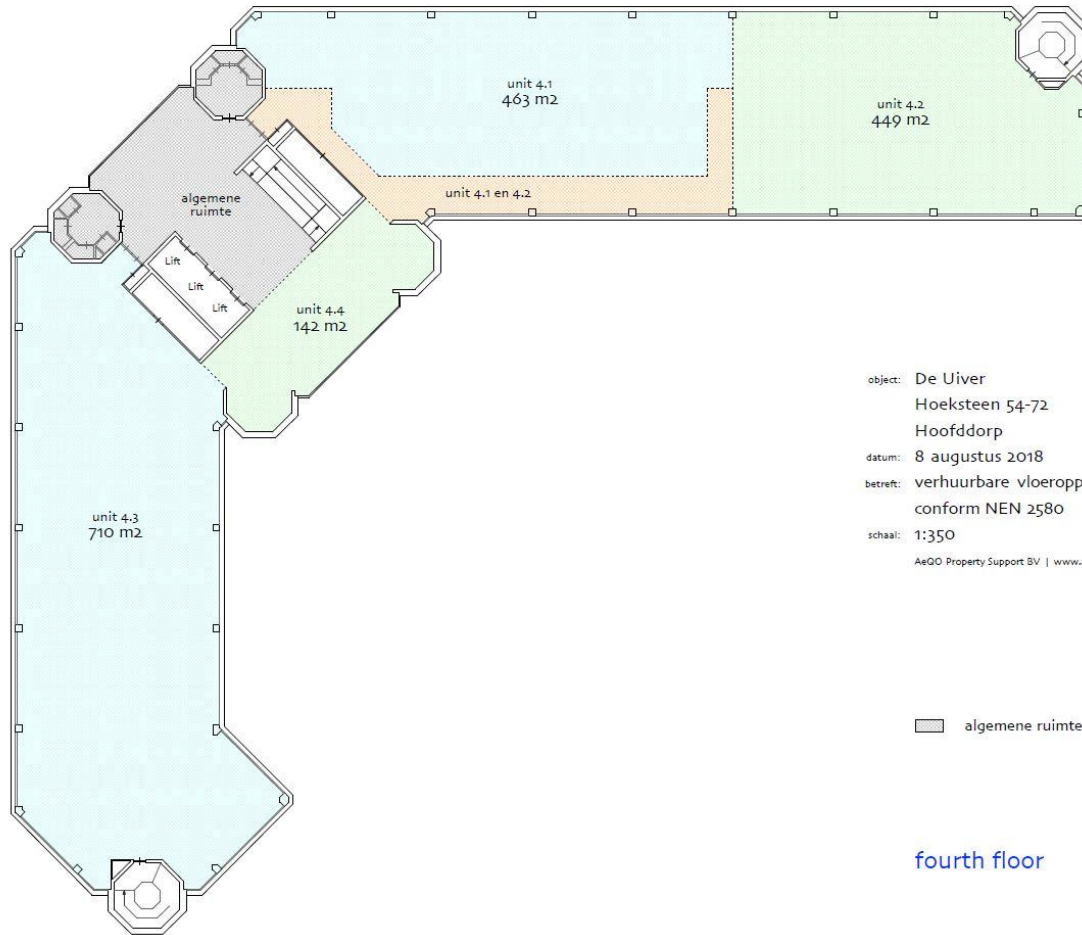 unit 4.1
463 m2
unit 4.2
449 m2
unit 4.1 en 4.2
algemene
ruimte
Lift
Lift
Lift
unit 4.4
142 m2
unit 4.3
710 m2
object: De Uiver
Hoeksteen 54-72
Hoofddorp
datum: 8 augustus 2018
betreft: verhuurbare vloeropp
conform NEN 2580
schaal: 1:350
AeQO Property Support BV | www.
algemene ruimte
fourth floor